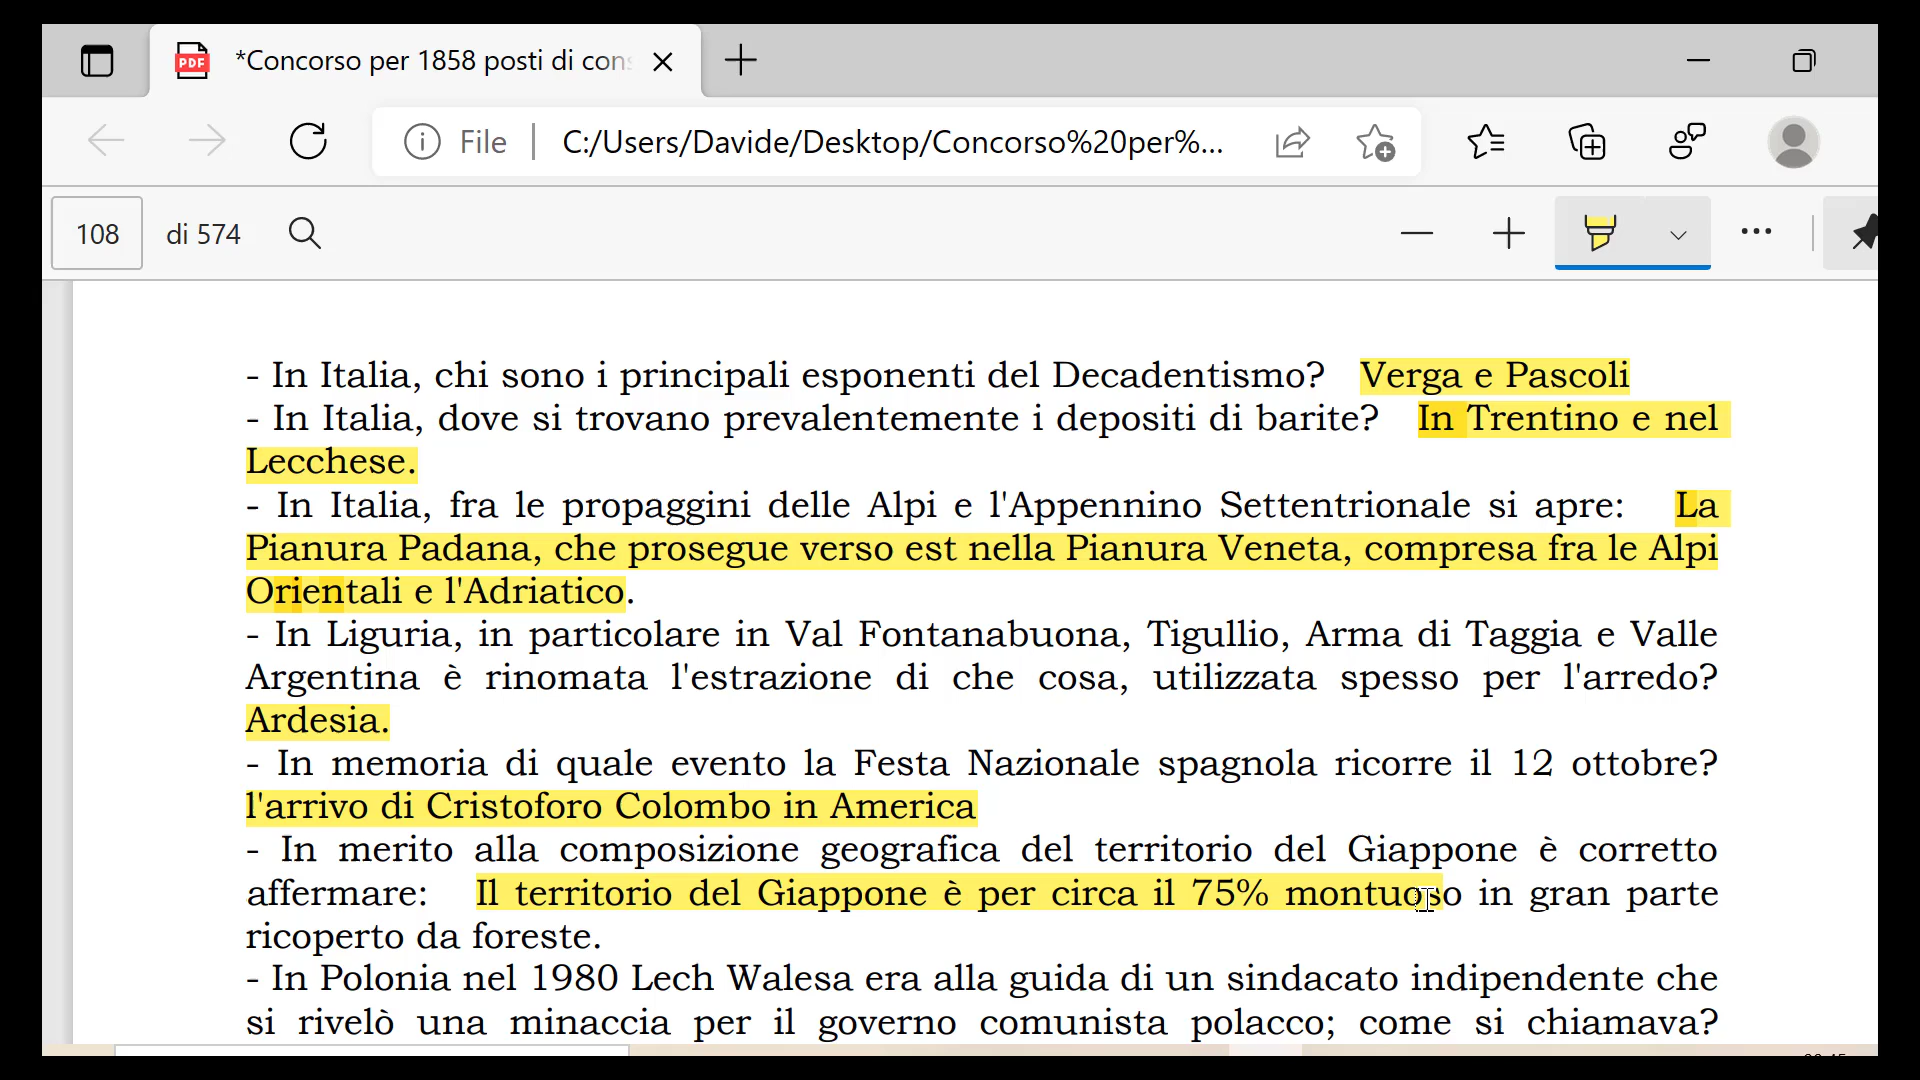 *Concorso per 1858 posti di con
File
C:/Users/Davide/Desktop/Concorso%20per%...
108
di 574
- In Italia, chi sono i principali esponenti del Decadentismo? Verga e Pascoli
- In Italia, dove si trovano prevalentemente i depositi di barite? In Trentino e nel
Lecchese.
- In Italia, fra le propaggini delle Alpi e l'Appennino Settentrionale si apre: La
Pianura Padana, che prosegue verso est nella Pianura Veneta, compresa fra le Alpi
Orientali e l'Adriatico.
- In Liguria, in particolare in Val Fontanabuona, Tigullio, Arma di Taggia e Valle
Argentina è rinomata l'estrazione di che cosa, utilizzata spesso per l'arredo?
Ardesia.
- In memoria di quale evento la Festa Nazionale spagnola ricorre il 12 ottobre?
l'arrivo di Cristoforo Colombo in America
- In merito alla composizione geografica del territorio del Giappone è corretto
affermare: Il territorio del Giappone è per circa il 75% montuoso in gran parte
ricoperto da foreste.
- In Polonia nel 1980 Lech Walesa era alla guida di un sindacato indipendente che
si rivelò una minaccia per il governo comunista polacco; come si chiamava?